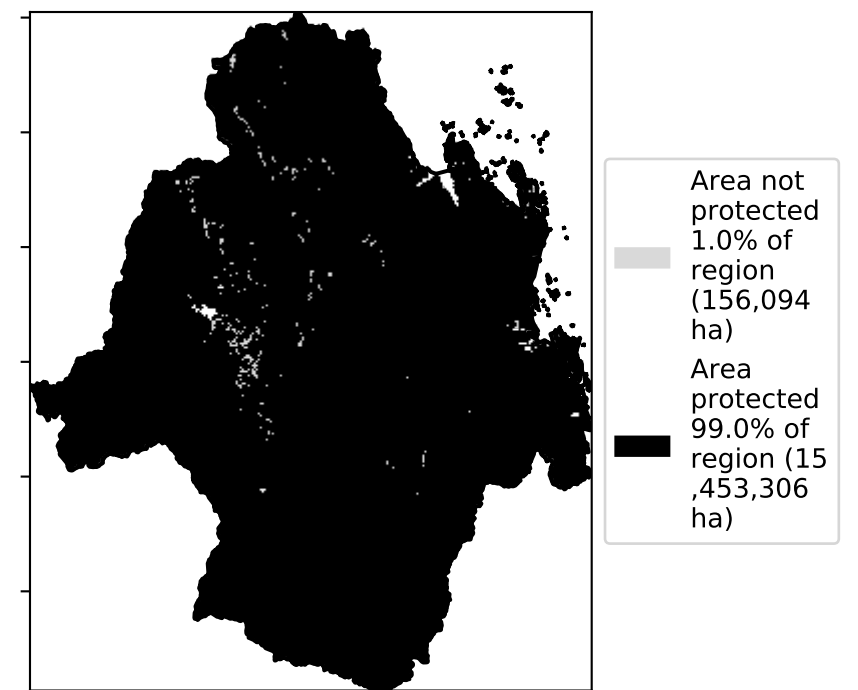 Area not
protected
1.0% of
region
(156,094
ha)
Area
protected
99.0% of
region (15
,453,306
ha)